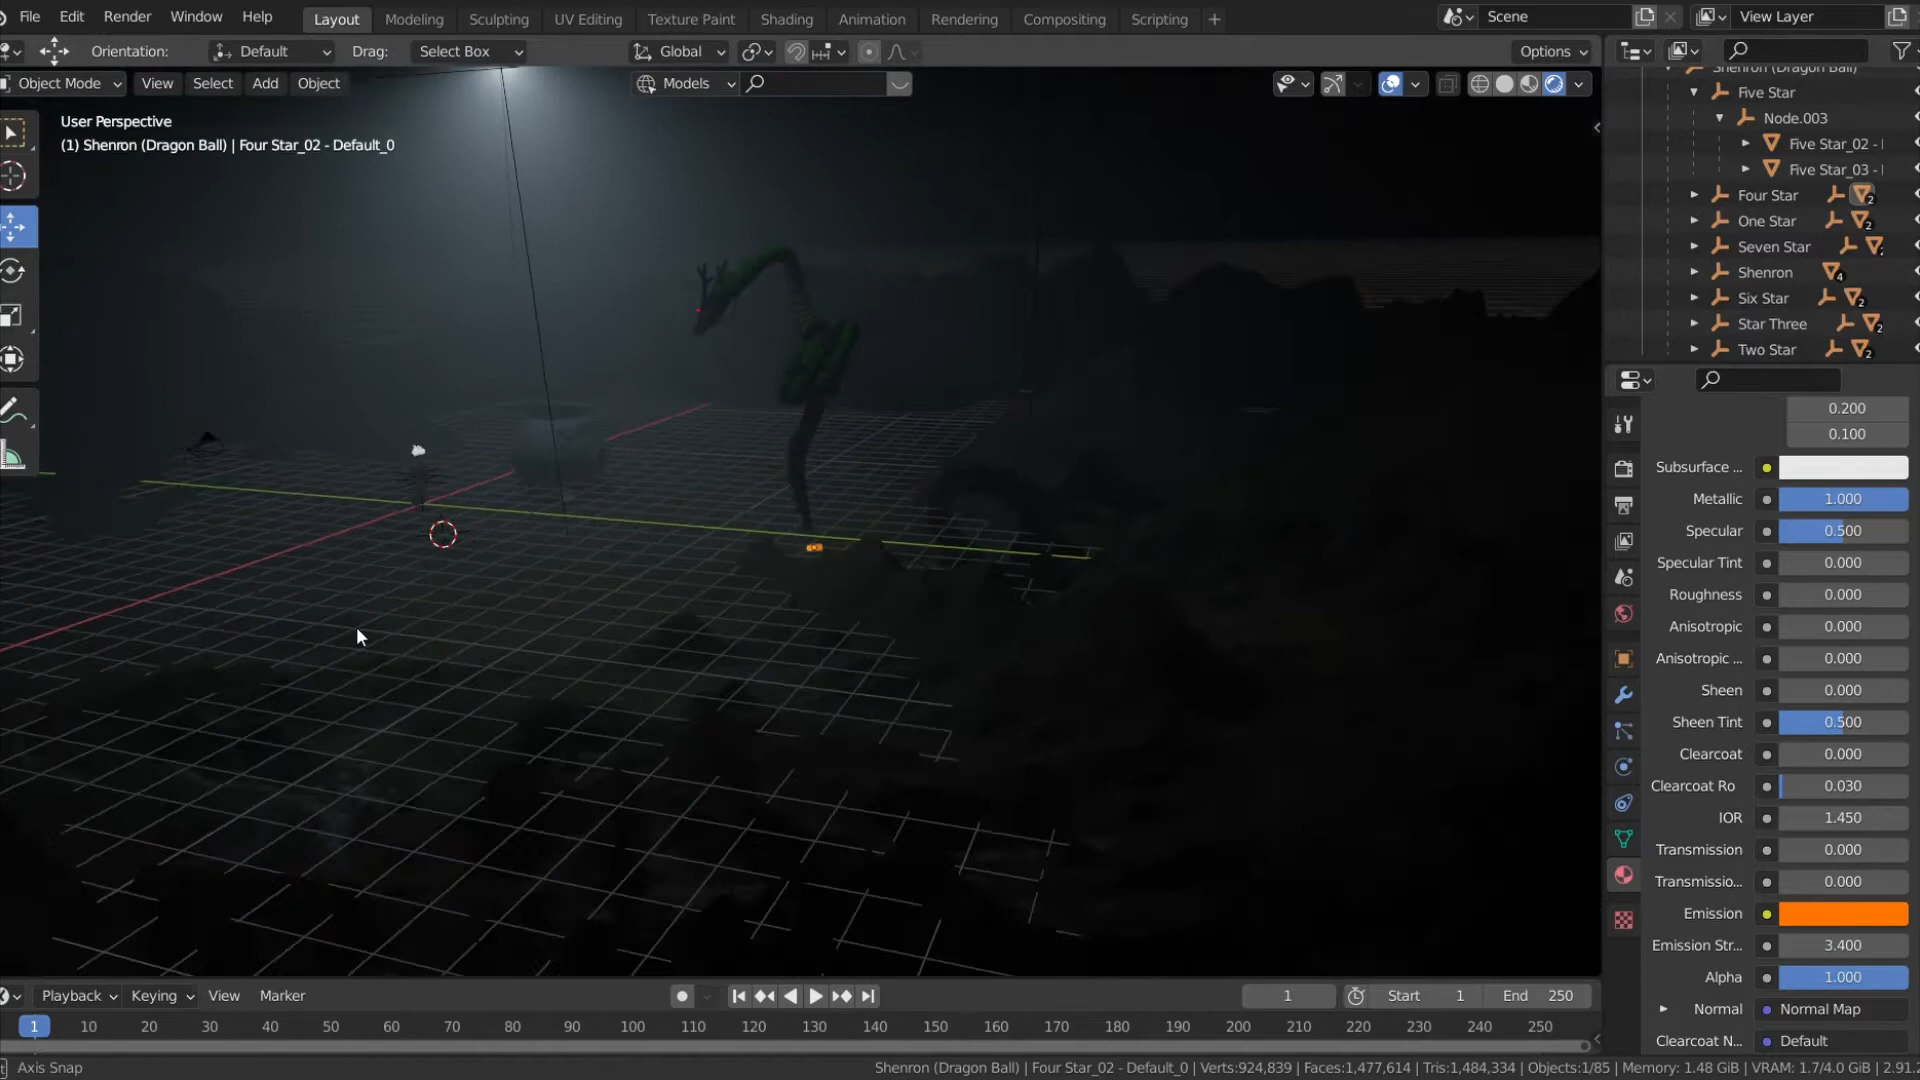 File Edit Render Window Help Layout Modeling Sculpting UV Editing Texture Paint Shading Animation Rendering Compositing Scripting + Scene View Layer
Orientation: Default Drag: Select Box Global Options
Object Mode View Select Add Object Models
User Perspective
(1) Shenron (Dragon Ball) | Four Star_02 - Default_0
Shenron (Dragon Ball)
Five Star
Node.003
Five Star_02 -
Five Star_03 -
Four Star 2
One Star 2
Seven Star
Shenron 4
Six Star 2
Star Three 2
Two Star 2
0.200
0.100
Subsurface ...
Metallic 1.000
Specular 0.500
Specular Tint 0.000
Roughness 0.000
Anisotropic 0.000
Anisotropic ... 0.000
Sheen 0.000
Sheen Tint 0.500
Clearcoat 0.000
Clearcoat Ro 0.030
IOR 1.450
Transmission 0.000
Transmissio... 0.000
Emission
Emission Str... 3.400
Alpha 1.000
Normal Normal Map
Clearcoat N... Default
Playback Keying View Marker 1 Start 1 End 250
1 10 20 30 40 50 60 70 80 90 100 110 120 130 140 150 160 170 180 190 200 210 220 230 240 250
Axis Snap Shenron (Dragon Ball) | Four Star_02 - Default_0 | Verts:924,839 | Faces:1,477,614 | Tris:1,484,334 | Objects:1/85 | Memory: 1.48 GiB | VRAM: 1.7/4.0 GiB | 2.91.